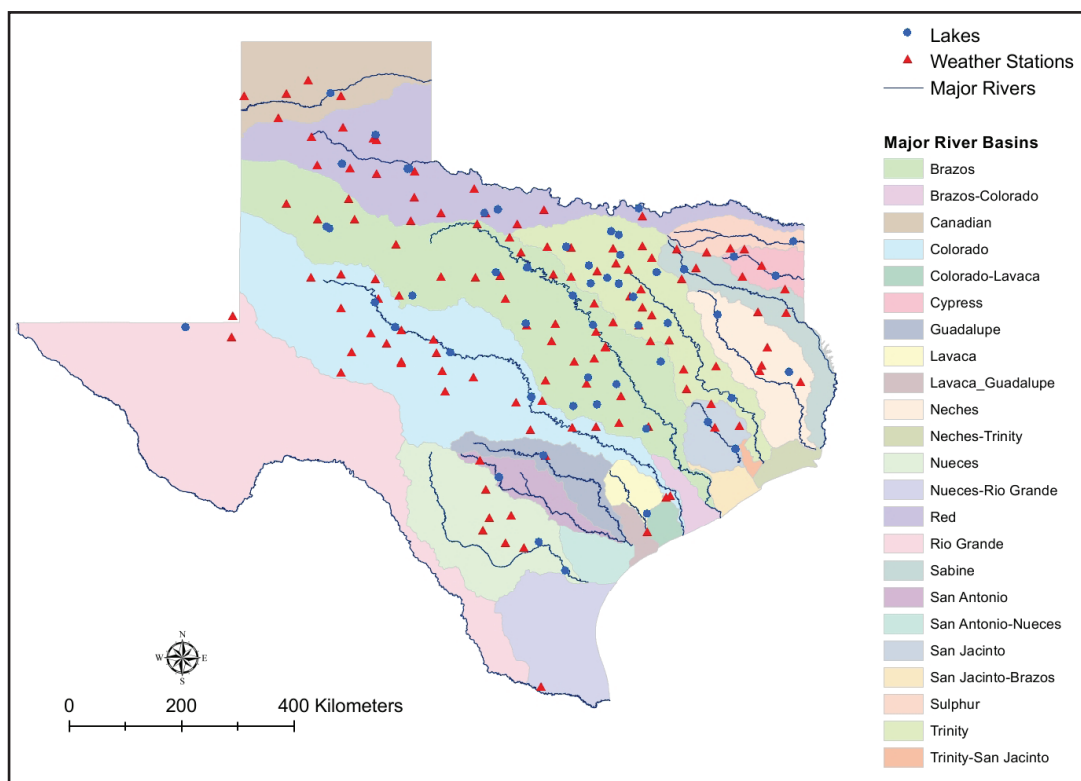 Lakes
Weather Stations
Major Rivers
Major River Basins
Brazos
Brazos-Colorado
Canadian
Colorado
Colorado-Lavaca
Cypress
Guadalupe
Lavaca
Lavaca_Guadalupe
Neches
Neches-Trinity
Nueces
Nueces-Rio Grande
Red
Rio Grande
Sabine
San Antonio
San Antonio-Nueces
San Jacinto
San Jacinto-Brazos
Sulphur
Trinity
Trinity-San Jacinto
N
W E
S
0 200 400 Kilometers